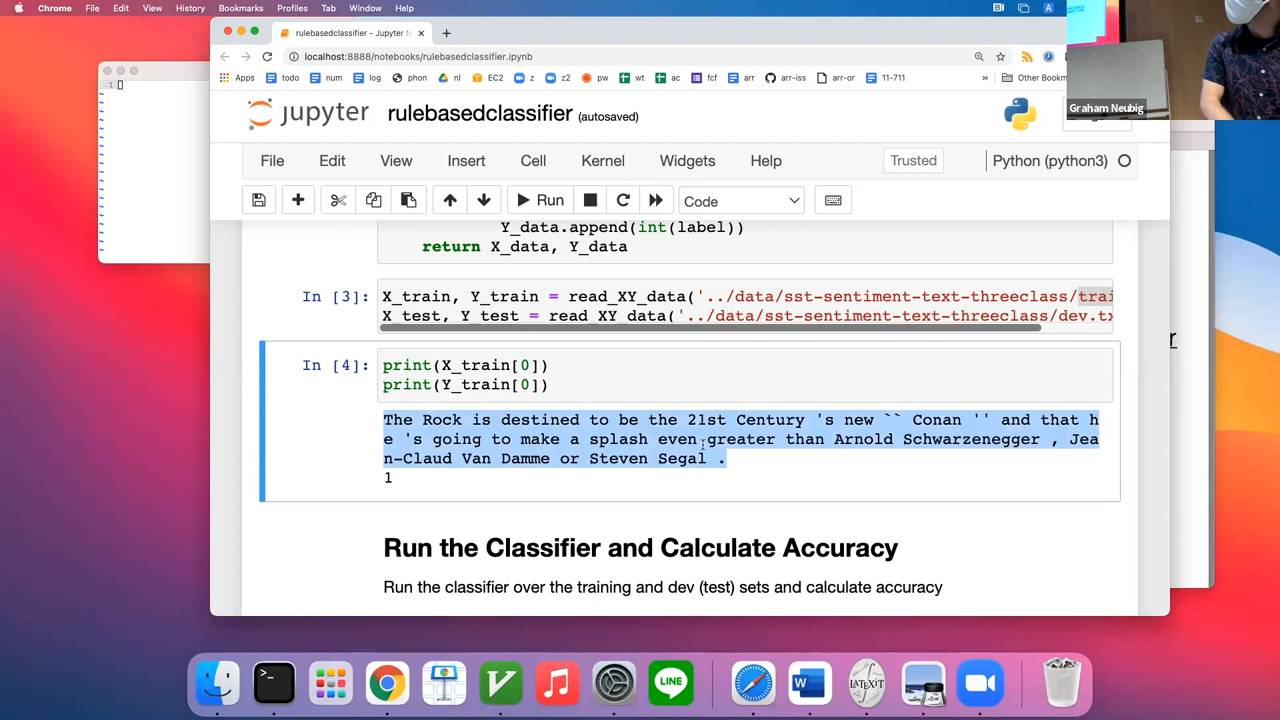 Chrome File Edit View History Bookmarks Profiles Tab Window Help
rulebasedclassifier – Jupyter N
localhost:8888/notebooks/rulebasedclassifier.ipynb
Apps todo num log phon nl EC2 z z2 pw wt ac fcf arr arr-iss arr-or 11-711 » Other Bookm
Graham Neubig
1
jupyter rulebasedclassifier (autosaved)
File Edit View Insert Cell Kernel Widgets Help Trusted Python (python3)
Run Code
Y_data.append(int(label))
return X_data, Y_data
In [3]: X_train, Y_train = read_XY_data('../data/sst-sentiment-text-threeclass/trai
X_test, Y_test = read_XY_data('../data/sst-sentiment-text-threeclass/dev.tx
In [4]: print(X_train[0])
print(Y_train[0])
The Rock is destined to be the 21st Century 's new `` Conan '' and that h
e 's going to make a splash even greater than Arnold Schwarzenegger , Jea
n-Claud Van Damme or Steven Segal .
1
Run the Classifier and Calculate Accuracy
Run the classifier over the training and dev (test) sets and calculate accuracy
LINE
W
LATEXiT